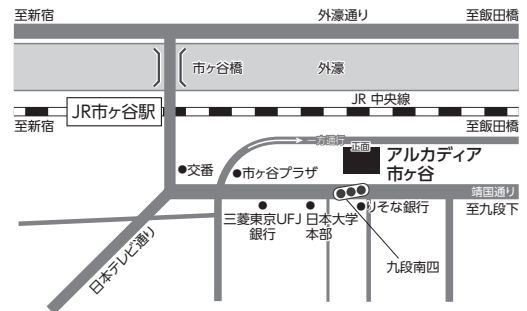 至新宿
外濠通り
至飯田橋
市ヶ谷橋
外濠
JR 中央線
JR市ヶ谷駅
至新宿
至飯田橋
一方通行
正面
アルカディア
市ヶ谷
交番
市ヶ谷プラザ
靖国通り
三菱東京UFJ
銀行
日本大学
本部
りそな銀行
至九段下
日本テレビ通り
九段南四